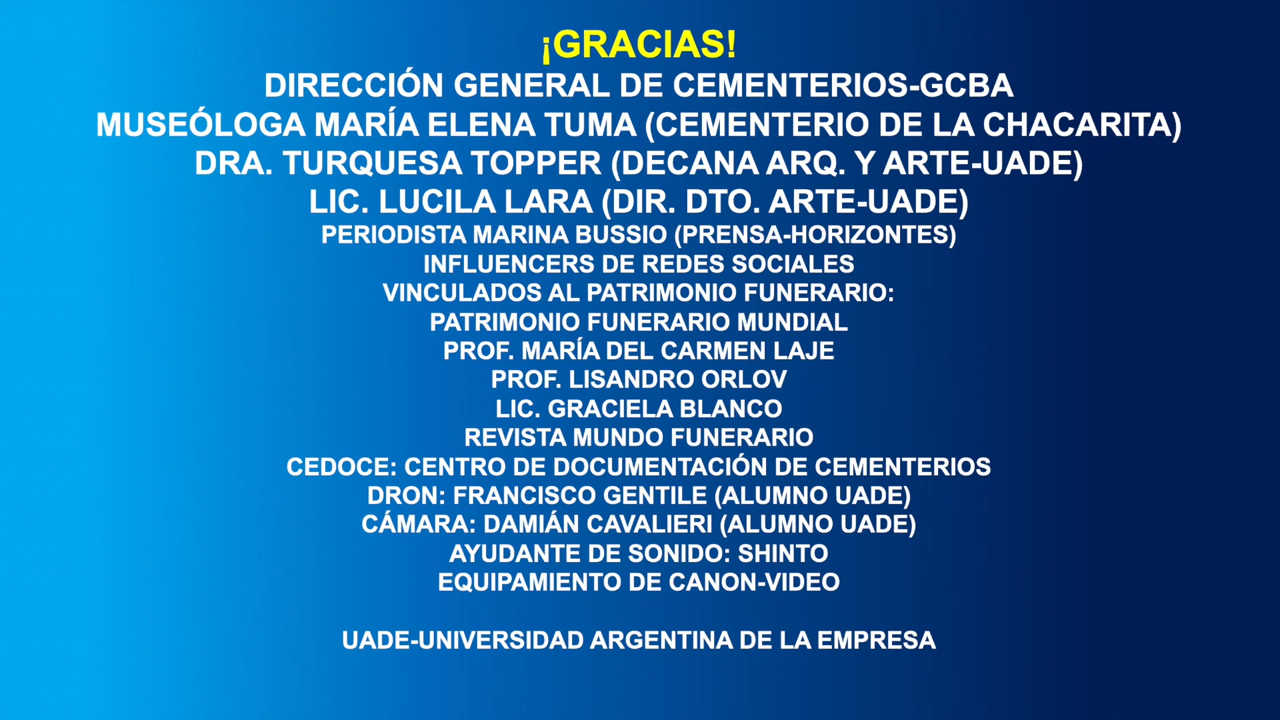 ¡GRACIAS!
DIRECCIÓN GENERAL DE CEMENTERIOS-GCBA
MUSEÓLOGA MARÍA ELENA TUMA (CEMENTERIO DE LA CHACARITA)
DRA. TURQUESA TOPPER (DECANA ARQ. Y ARTE-UADE)
LIC. LUCILA LARA (DIR. DTO. ARTE-UADE)
PERIODISTA MARINA BUSSIO (PRENSA-HORIZONTES)
INFLUENCERS DE REDES SOCIALES
VINCULADOS AL PATRIMONIO FUNERARIO:
PATRIMONIO FUNERARIO MUNDIAL
PROF. MARÍA DEL CARMEN LAJE
PROF. LISANDRO ORLOV
LIC. GRACIELA BLANCO
REVISTA MUNDO FUNERARIO
CEDOCE: CENTRO DE DOCUMENTACIÓN DE CEMENTERIOS
DRON: FRANCISCO GENTILE (ALUMNO UADE)
CÁMARA: DAMIÁN CAVALIERI (ALUMNO UADE)
AYUDANTE DE SONIDO: SHINTO
EQUIPAMIENTO DE CANON-VIDEO
UADE-UNIVERSIDAD ARGENTINA DE LA EMPRESA